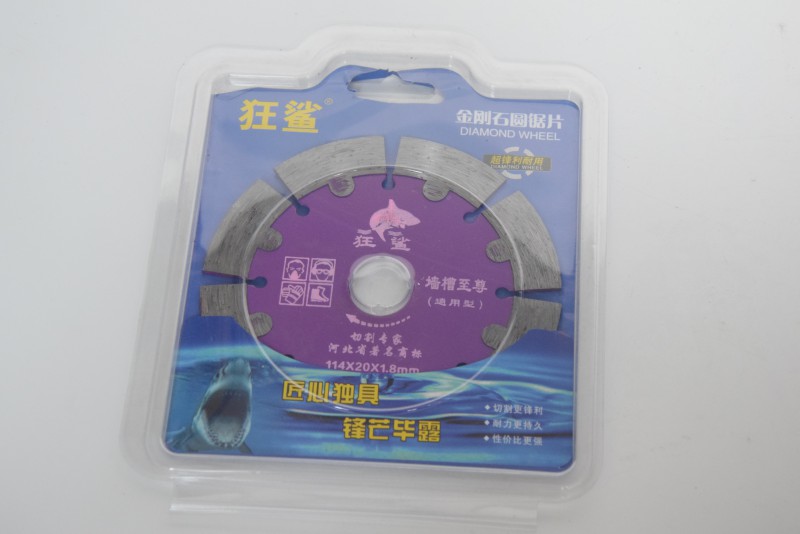 狂鲨®
金刚石圆锯片
DIAMOND WHEEL
超锋利耐用
DIAMOND WHEEL
狂鲨
墙槽至尊
(通用型)
切割专家
河北省著名商标
114X20X1.8mm
匠心独具
锋芒毕露
•切割更锋利
•耐力更持久
•性价比更强